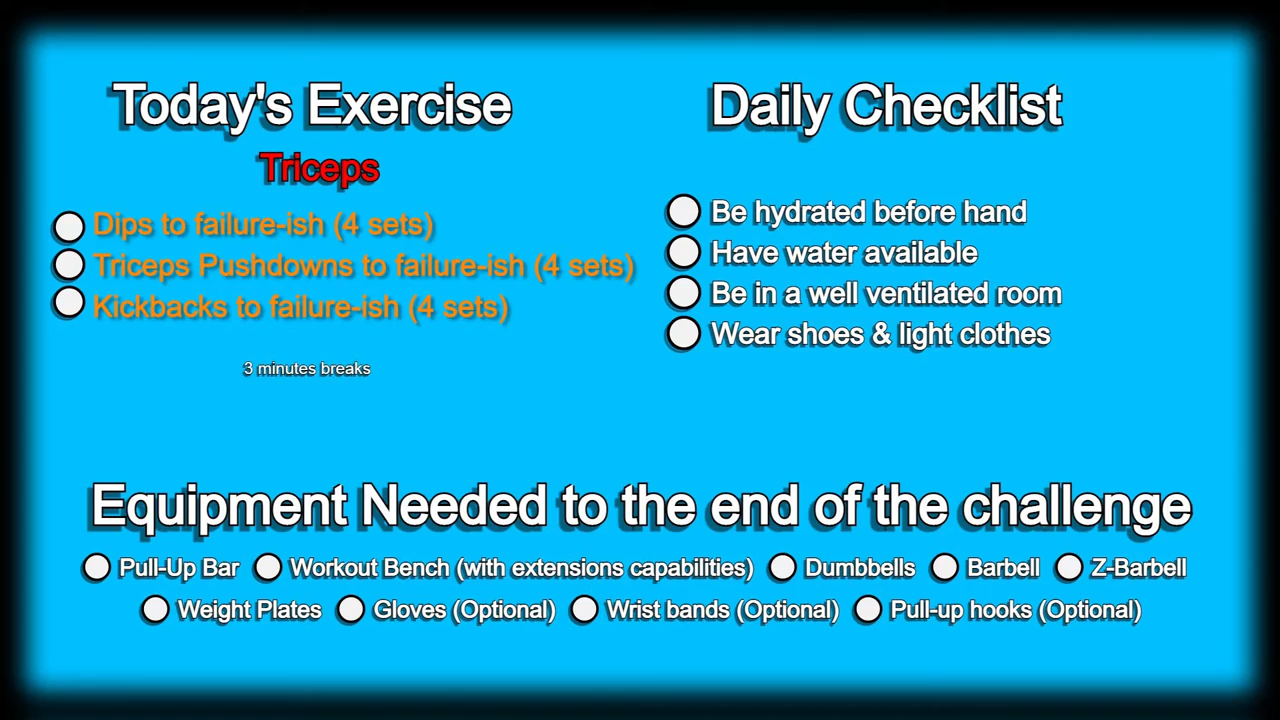 Today's Exercise
Triceps
Dips to failure-ish (4 sets)
Triceps Pushdowns to failure-ish (4 sets)
Kickbacks to failure-ish (4 sets)
3 minutes breaks
Daily Checklist
Be hydrated before hand
Have water available
Be in a well ventilated room
Wear shoes & light clothes
Equipment Needed to the end of the challenge
Pull-Up Bar Workout Bench (with extensions capabilities) Dumbbells Barbell Z-Barbell
Weight Plates Gloves (Optional) Wrist bands (Optional) Pull-up hooks (Optional)